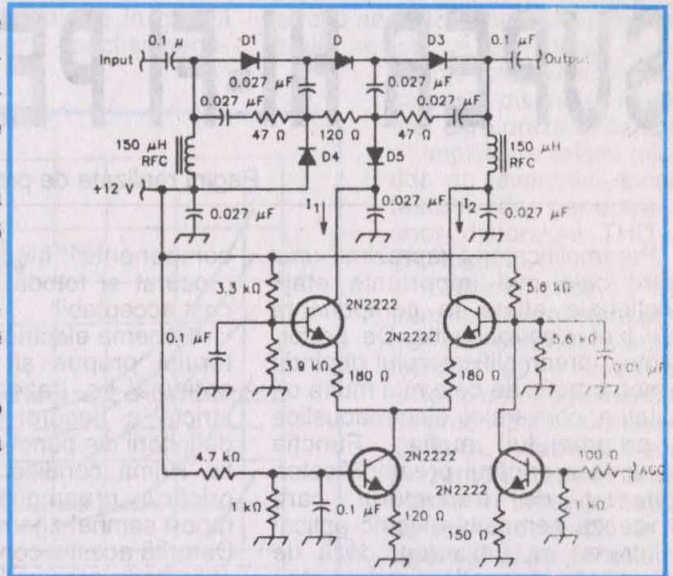 0.1 μ D1 D D3 0.1 μF
Input Output
0.027 μF 0.027 μF
0.027 μF 0.027 μF
47 Ω 120 Ω 47 Ω
150 μH
RFC
D4 D5
150 μH
RFC
+12 V
0.027 μF I1 0.027 μF I2 0.027 μF
3.3 kΩ 2N2222 5.6 kΩ
0.1 μF 2N2222 5.6 kΩ
3.9 kΩ 180 Ω 180 Ω 0.01 μF
4.7 kΩ 2N2222 100 Ω AGC
1 kΩ 0.1 μF 120 Ω 2N2222 1 kΩ
150 Ω